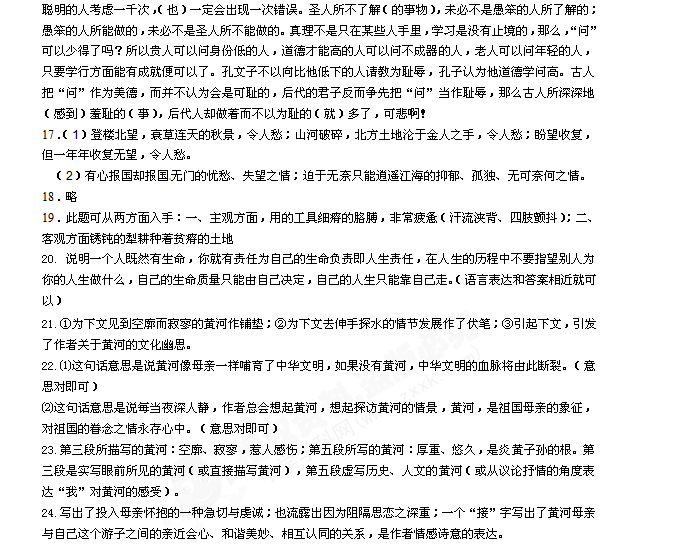 聪明的人考虑一千次，（也）一定会出现一次错误。圣人所不了解（的事物），未必不是愚笨的人所了解的；
愚笨的人所能做的，未必不是圣人所不能做的。真理不是只在某些人手里，学习是没有止境的，那么，“问”
可以少得了吗？所以贵人可以问身份低的人，道德才能高的人可以问不成器的人，老人可以问年轻的人，
只要学行方面能有成就便可以了。孔文子不以向比他低下的人请教为耻辱，孔子认为他道德学问高。古人
把“问”作为美德，而并不认为会是可耻的，后代的君子反而争先把“问”当作耻辱，那么古人所深深地
（感到）羞耻的（事），后代人却做着而不以为耻的（就）多了，可悲啊！
17.（1）登楼北望，衰草连天的秋景，令人愁；山河破碎，北方土地沦于金人之手，令人愁；盼望收复，
但一年年收复无望，令人愁。
（2）有心报国却报国无门的忧愁、失望之情；迫于无奈只能逍遥江海的抑郁、孤独、无可奈何之情。
18．略
19．此题可从两方面入手：一、主观方面，用的工具细瘠的胳膊，非常疲惫（汗流浃背、四肢颤抖）；二、
客观方面锈钝的犁耕种着贫瘠的土地
20. 说明一个人既然有生命，你就有责任为自己的生命负责即人生责任，在人生的历程中不要指望别人为
你的人生做什么，自己的生命质量只能由自己决定，自己的人生只能靠自己走。（语言表达和答案相近就可
以）
21.①为下文见到空廓而寂寥的黄河作铺垫；②为下文去伸手探水的情节发展作了伏笔；③引起下文，引发
了作者关于黄河的文化幽思。
22.⑴这句话意思是说黄河像母亲一样哺育了中华文明，如果没有黄河，中华文明的血脉将由此断裂。（意
思对即可）
⑵这句话意思是说每当夜深人静，作者总会想起黄河，想起探访黄河的情景，黄河，是祖国母亲的象征，
对祖国的眷念之情永存心中。（意思对即可）
23.第三段所描写的黄河：空廓、寂寥，惹人感伤；第五段所写的黄河：厚重、悠久，是炎黄子孙的根。第
三段是实写眼前所见的黄河（或直接描写黄河），第五段虚写历史、人文的黄河（或从议论抒情的角度表
达“我”对黄河的感受）。
24.写出了投入母亲怀抱的一种急切与虔诚；也流露出因为阻隔思恋之深重；一个“接”字写出了黄河母亲
与自己这个游子之间的亲近会心、和谐美妙、相互认同的关系，是作者情感诗意的表达。